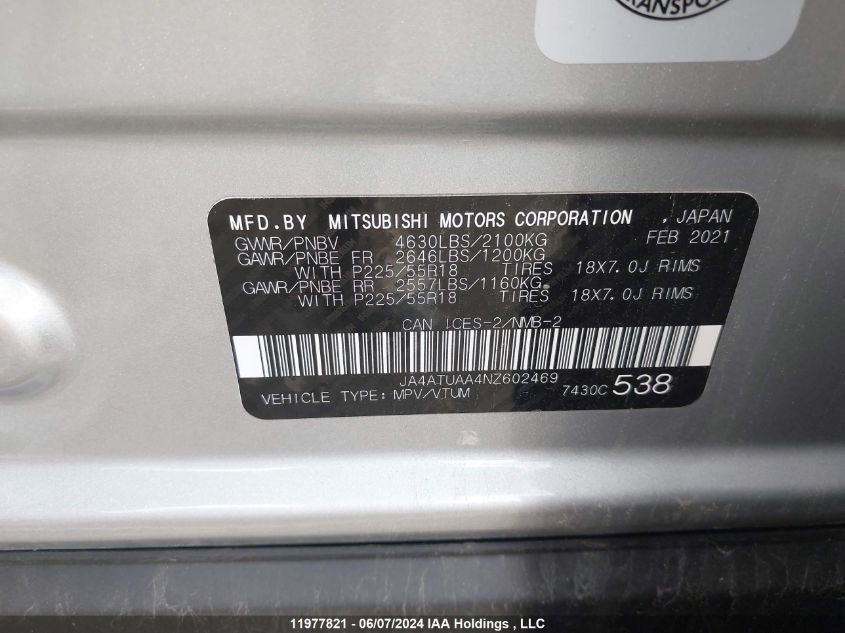 TRANSPO
MFD.BY MITSUBISHI MOTORS CORPORATION , JAPAN
GVWR/PNBV 4630LBS/2100KG FEB 2021
GAWR/PNBE FR 2646LBS/1200KG
WITH P225/55R18 TIRES 18X7.0J RIMS
GAWR/PNBE RR 2557LBS/1160KG
WITH P225/55R18 TIRES 18X7.0J RIMS
CAN ICES-2/NMB-2
JA4ATUAA4NZ602469
VEHICLE TYPE: MPV/VTUM 7430C 538
11977821 - 06/07/2024 IAA Holdings , LLC